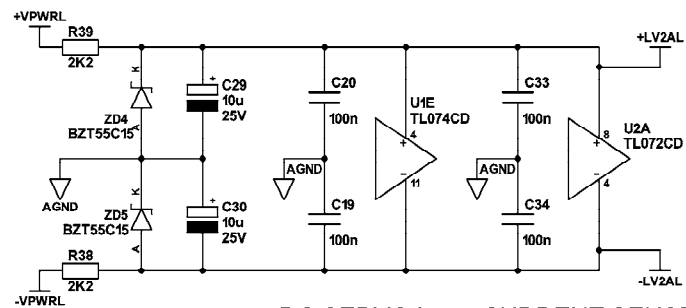 +VPWRL
R39
2K2
+LV2AL
K
ZD4
BZT55C15
A
+
C29
10u
25V
C20
100n
U1E
TL074CD
4
+
-
11
C33
100n
U2A
TL072CD
8
+
-
4
AGND
AGND
AGND
K
ZD5
BZT55C15
A
+
C30
10u
25V
C19
100n
C34
100n
R38
2K2
-VPWRL
-LV2AL